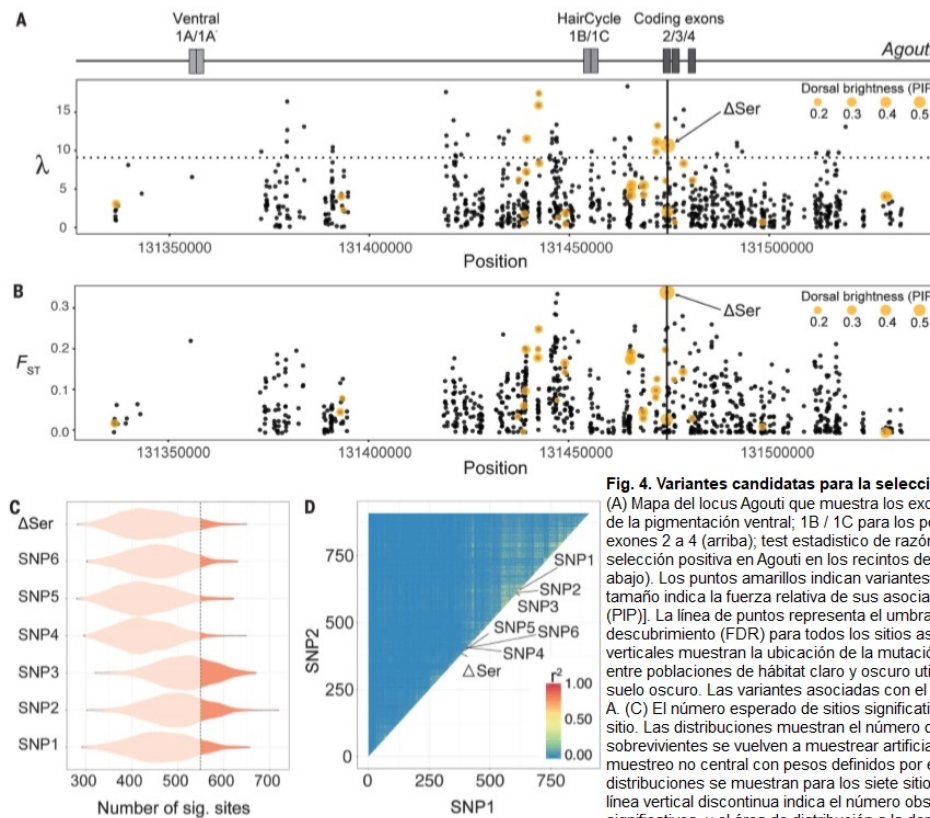 A
Ventral
1A/1A'
HairCycle
1B/1C
Coding exons
2/3/4
Agouti
Dorsal brightness (PIP
0.2 0.3 0.4 0.5
ΔSer
λ
15
10
5
0
131350000 131400000 131450000 131500000
Position
B
Dorsal brightness (PIP
0.2 0.3 0.4 0.5
ΔSer
FST
0.3
0.2
0.1
0.0
131350000 131400000 131450000 131500000
Position
C
ΔSer
SNP6
SNP5
SNP4
SNP3
SNP2
SNP1
300 400 500 600 700
Number of sig. sites
D
SNP2
750
500
250
0
SNP1
SNP2
SNP3
SNP5
SNP6
SNP4
ΔSer
r²
1.00
0.50
0.00
0 250 500 750
SNP1
Fig. 4. Variantes candidatas para la selecci
(A) Mapa del locus Agouti que muestra los exo
de la pigmentación ventral; 1B / 1C para los pe
exones 2 a 4 (arriba); test estadistico de razón
selección positiva en Agouti en los recintos de
abajo). Los puntos amarillos indican variantes
tamaño indica la fuerza relativa de sus asocia
(PIP)]. La línea de puntos representa el umbra
descubrimiento (FDR) para todos los sitios as
verticales muestran la ubicación de la mutació
entre poblaciones de hábitat claro y oscuro uti
suelo oscuro. Las variantes asociadas con el
A. (C) El número esperado de sitios significati
sitio. Las distribuciones muestran el número d
sobrevivientes se vuelven a muestrear artificia
muestreo no central con pesos definidos por e
distribuciones se muestran para los siete sitio
línea vertical discontinua indica el número obs